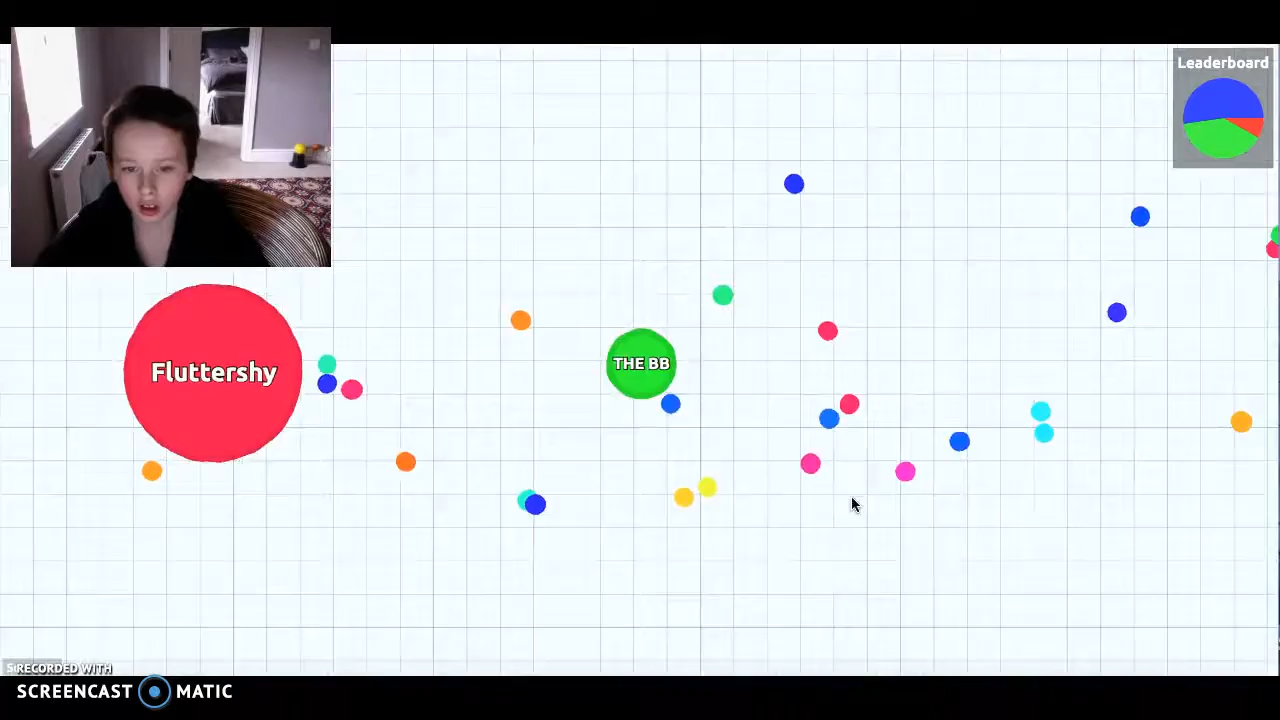 Leaderboard
Fluttershy
THE BB
RECORDED WITH
SCREENCAST MATIC